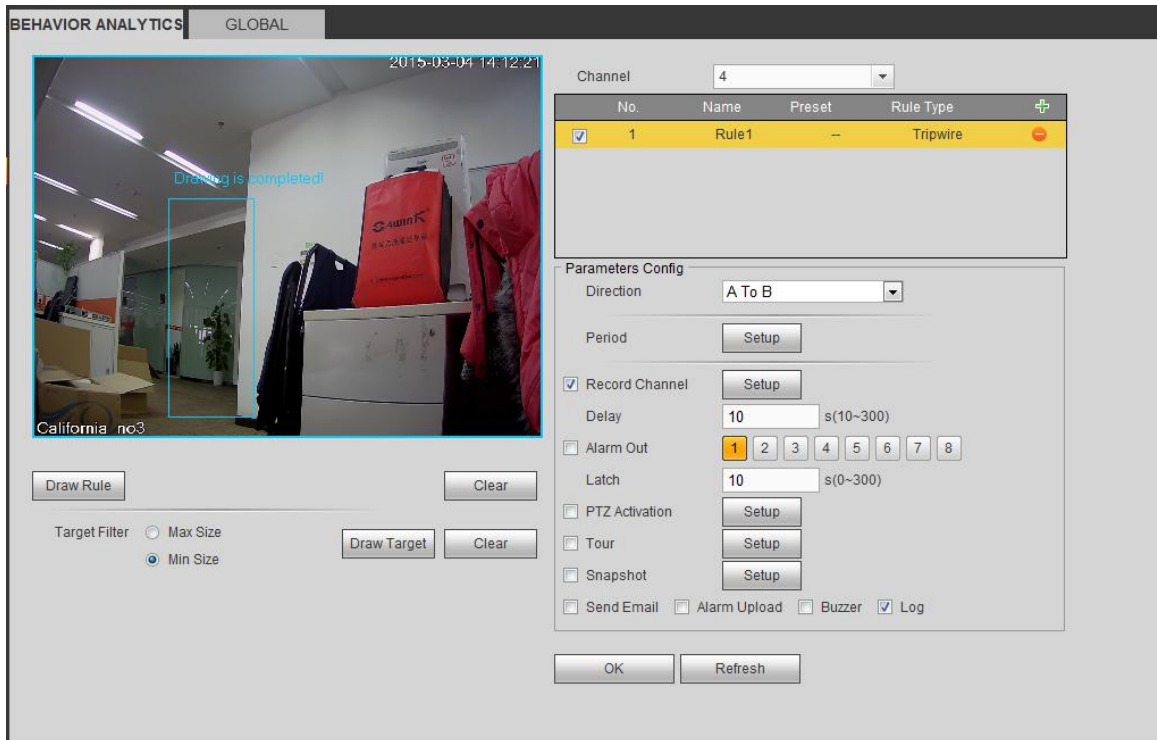 BEHAVIOR ANALYTICS GLOBAL
2015-03-04 14:12:21
Drawing is completed!
SAWINK
California no3
Draw Rule Clear
Target Filter Max Size
Min Size
Draw Target Clear
Channel 4
No. Name Preset Rule Type
1 Rule1 -- Tripwire
Parameters Config
Direction A To B
Period Setup
Record Channel Setup
Delay 10 s(10~300)
Alarm Out 1 2 3 4 5 6 7 8
Latch 10 s(0~300)
PTZ Activation Setup
Tour Setup
Snapshot Setup
Send Email Alarm Upload Buzzer Log
OK Refresh